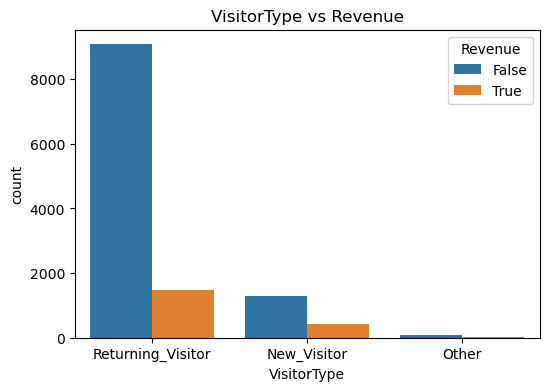 VisitorType vs Revenue
Revenue
False
True
8000
6000
4000
2000
0
count
Returning_Visitor
New_Visitor
Other
VisitorType